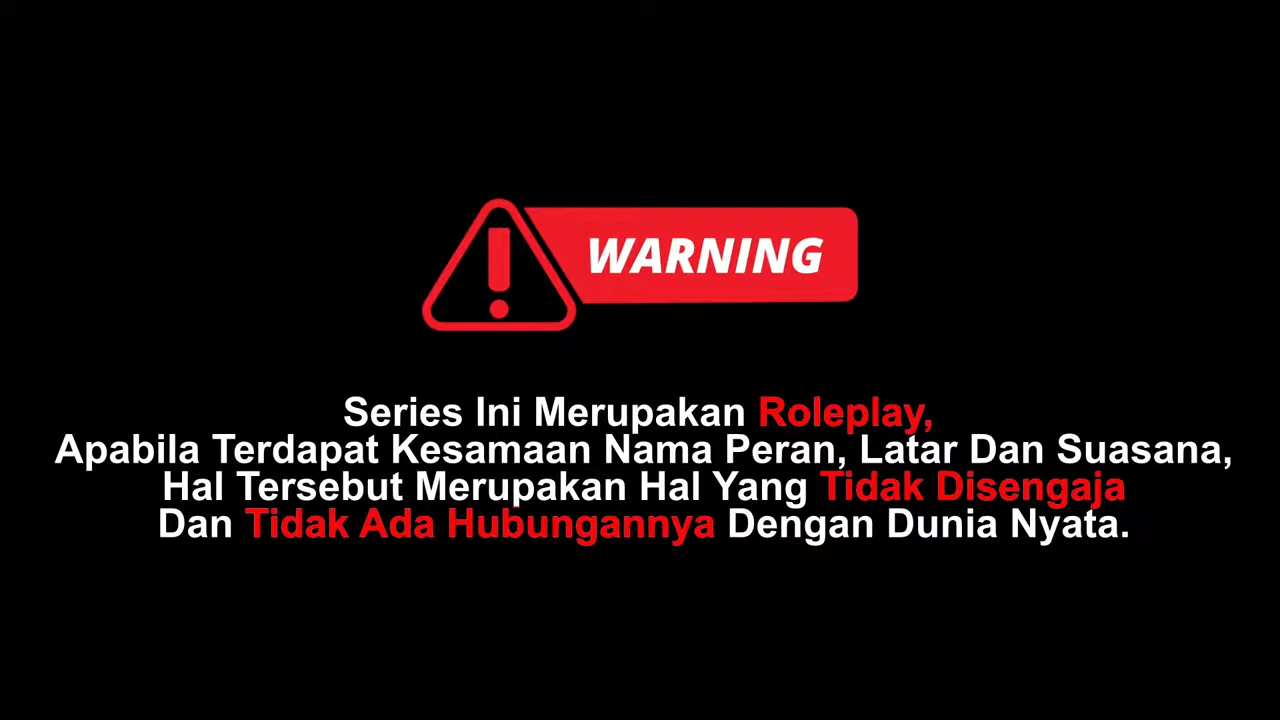 WARNING
Series Ini Merupakan Roleplay,
Apabila Terdapat Kesamaan Nama Peran, Latar Dan Suasana,
Hal Tersebut Merupakan Hal Yang Tidak Disengaja
Dan Tidak Ada Hubungannya Dengan Dunia Nyata.